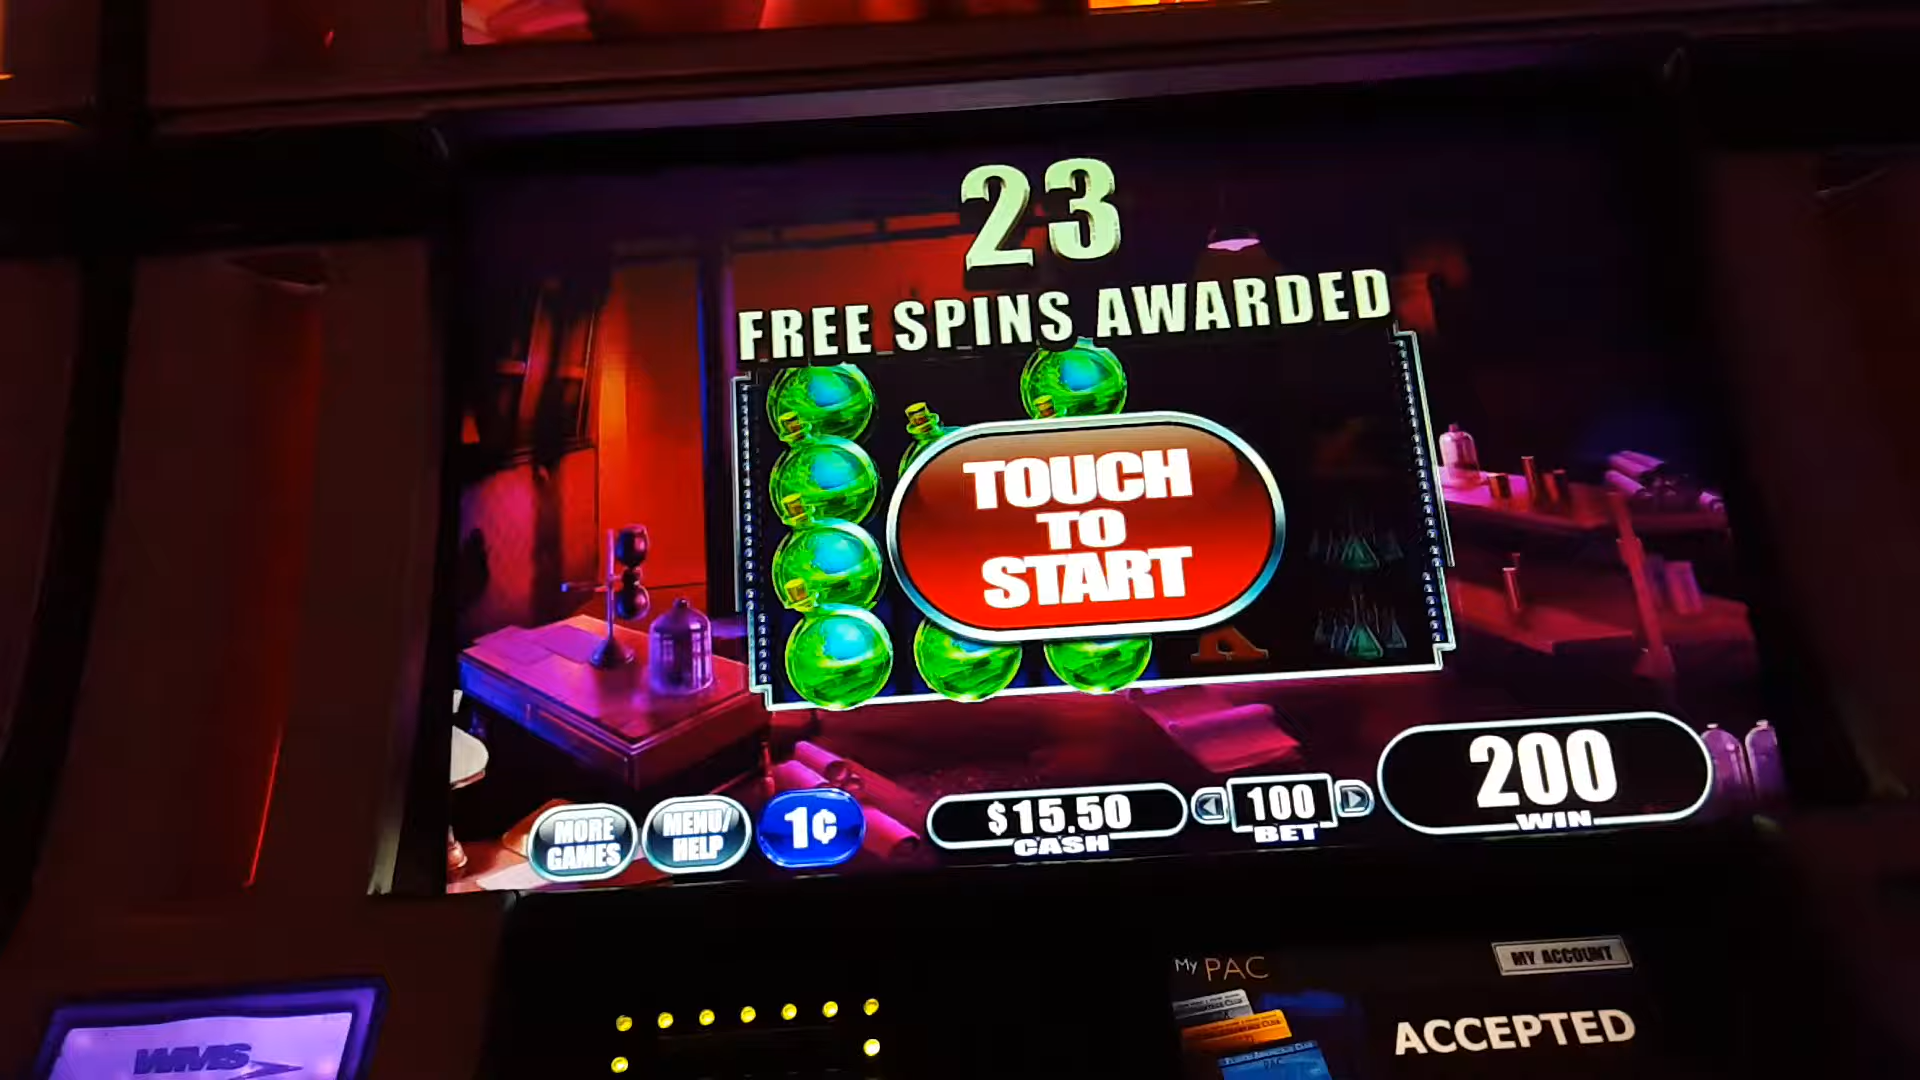 23
FREE SPINS AWARDED
TOUCH
TO
START
A
200
WIN
MORE
GAMES
MENU/
HELP
1¢
$15.50
CASH
100
BET
My PAC
MY ACCOUNT
ACCEPTED
WMS